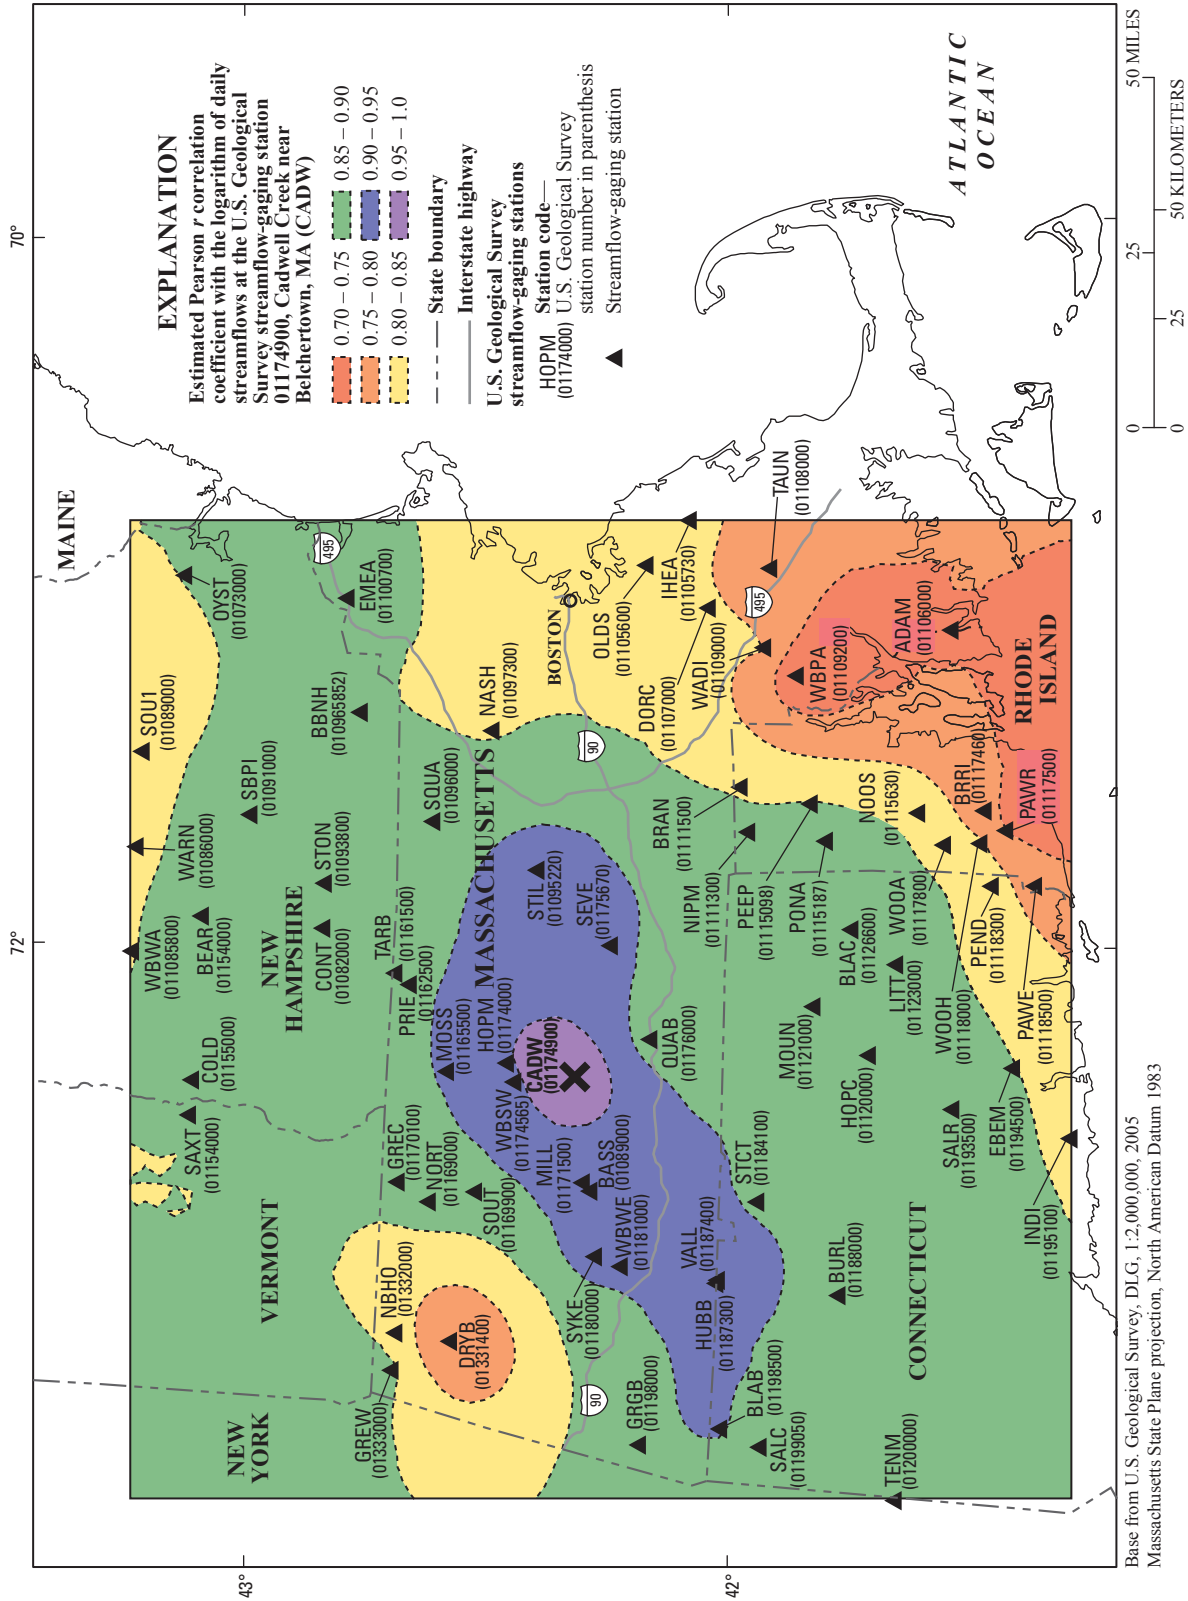 EXPLANATION
Estimated Pearson r correlation
coefficient with the logarithm of daily
streamflows at the U.S. Geological
Survey streamflow-gaging station
01174900, Cadwell Creek near
Belchertown, MA (CADW)
0.70 – 0.75
0.75 – 0.80
0.80 – 0.85
0.85 – 0.90
0.90 – 0.95
0.95 – 1.0
State boundary
Interstate highway
U.S. Geological Survey
streamflow-gaging stations
HOPM
(01174000)
Station code—
U.S. Geological Survey
station number in parenthesis
Streamflow-gaging station
72°
70°
43°
42°
MAINE
NEW
HAMPSHIRE
VERMONT
NEW
YORK
MASSACHUSETTS
CONNECTICUT
RHODE
ISLAND
BOSTON
ATLANTIC
OCEAN
495
495
90
90
WBWA
(011085800)
WARN
(01086000)
SOU1
(01089000)
OYST
(01073000)
SAXT
(01154000)
COLD
(01155000)
BEAR
(01154000)
SBPI
(01091000)
CONT
(01082000)
STON
(01093800)
BBNH
(010965852)
EMEA
(01100700)
GREW
(01333000)
NBHO
(01332000)
DRYB
(01331400)
GREC
(01170100)
NORT
(01169000)
SOUT
(01169900)
PRIE
(01162500)
TARB
(01161500)
MOSS
(01165500)
HOPM
(01174000)
SQUA
(01096000)
NASH
(01097300)
WBSW
(01174565)
CADW
(01174900)
MILL
(01171500)
BASS
(01089000)
STIL
(01095220)
SEVE
(01175670)
SYKE
(01180000)
WBWE
(01181000)
QUAB
(01176000)
OLDS
(01105600)
IHEA
(01105730)
DORC
(01107000)
WADI
(01109000)
TAUN
(01108000)
GRGB
(01198000)
HUBB
(01187300)
VALL
(01187400)
BLAB
(01198500)
SALC
(01199050)
STCT
(01184100)
BRAN
(01111500)
NIPM
(01111300)
PEEP
(01115098)
PONA
(01115187)
WBPA
(01109200)
ADAM
(01106000)
TENM
(01200000)
BURL
(01188000)
HOPC
(01120000)
MOUN
(01121000)
BLAC
(01126600)
LITT
(01123000)
WOOA
(01117800)
NOOS
(01115630)
BRRI
(01117460)
PAWR
(01117500)
WOOH
(01118000)
PEND
(01118300)
PAWE
(01118500)
SALR
(01193500)
EBEM
(01194500)
INDI
(01195100)
Base from U.S. Geological Survey, DLG, 1:2,000,000, 2005
Massachusetts State Plane projection, North American Datum 1983
0 25 50 MILES
0 25 50 KILOMETERS